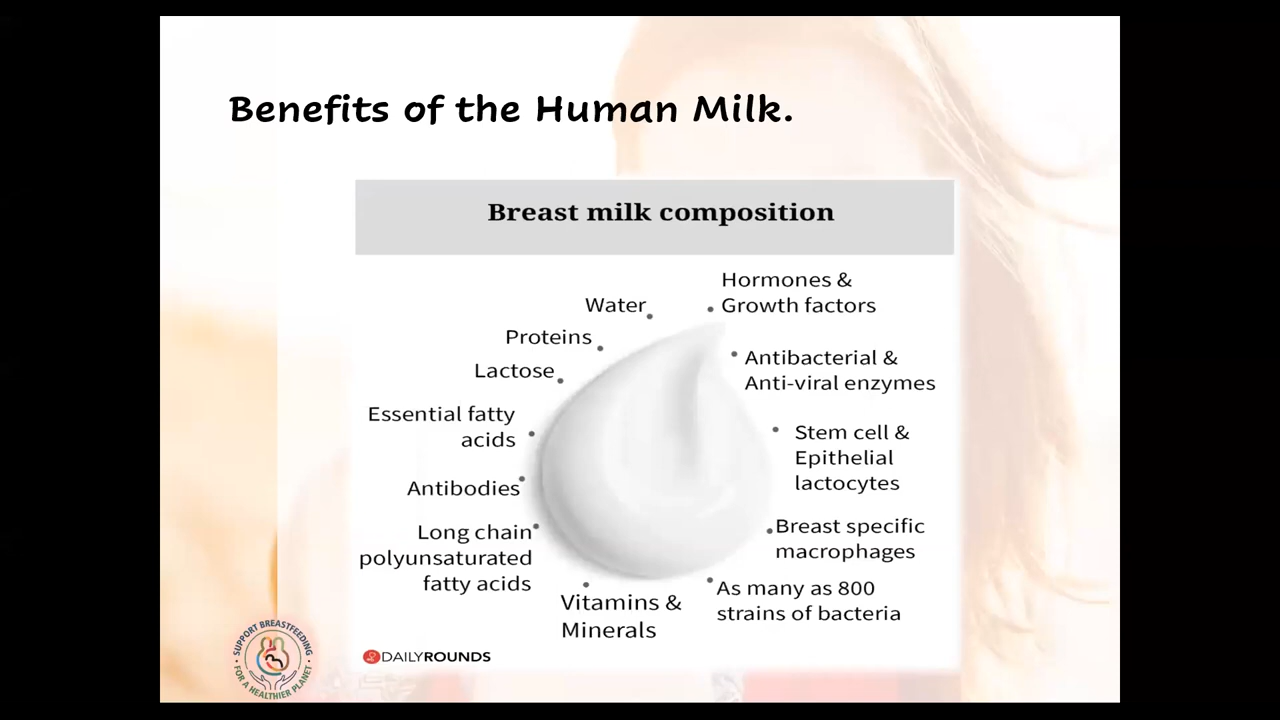 Benefits of the Human Milk.
Breast milk composition
Water
Proteins
Lactose
Essential fatty
acids
Antibodies
Long chain
polyunsaturated
fatty acids
Vitamins &
Minerals
Hormones &
Growth factors
Antibacterial &
Anti-viral enzymes
Stem cell &
Epithelial
lactocytes
Breast specific
macrophages
As many as 800
strains of bacteria
DAILYROUNDS
SUPPORT BREASTFEEDING
FOR A HEALTHIER PLANET